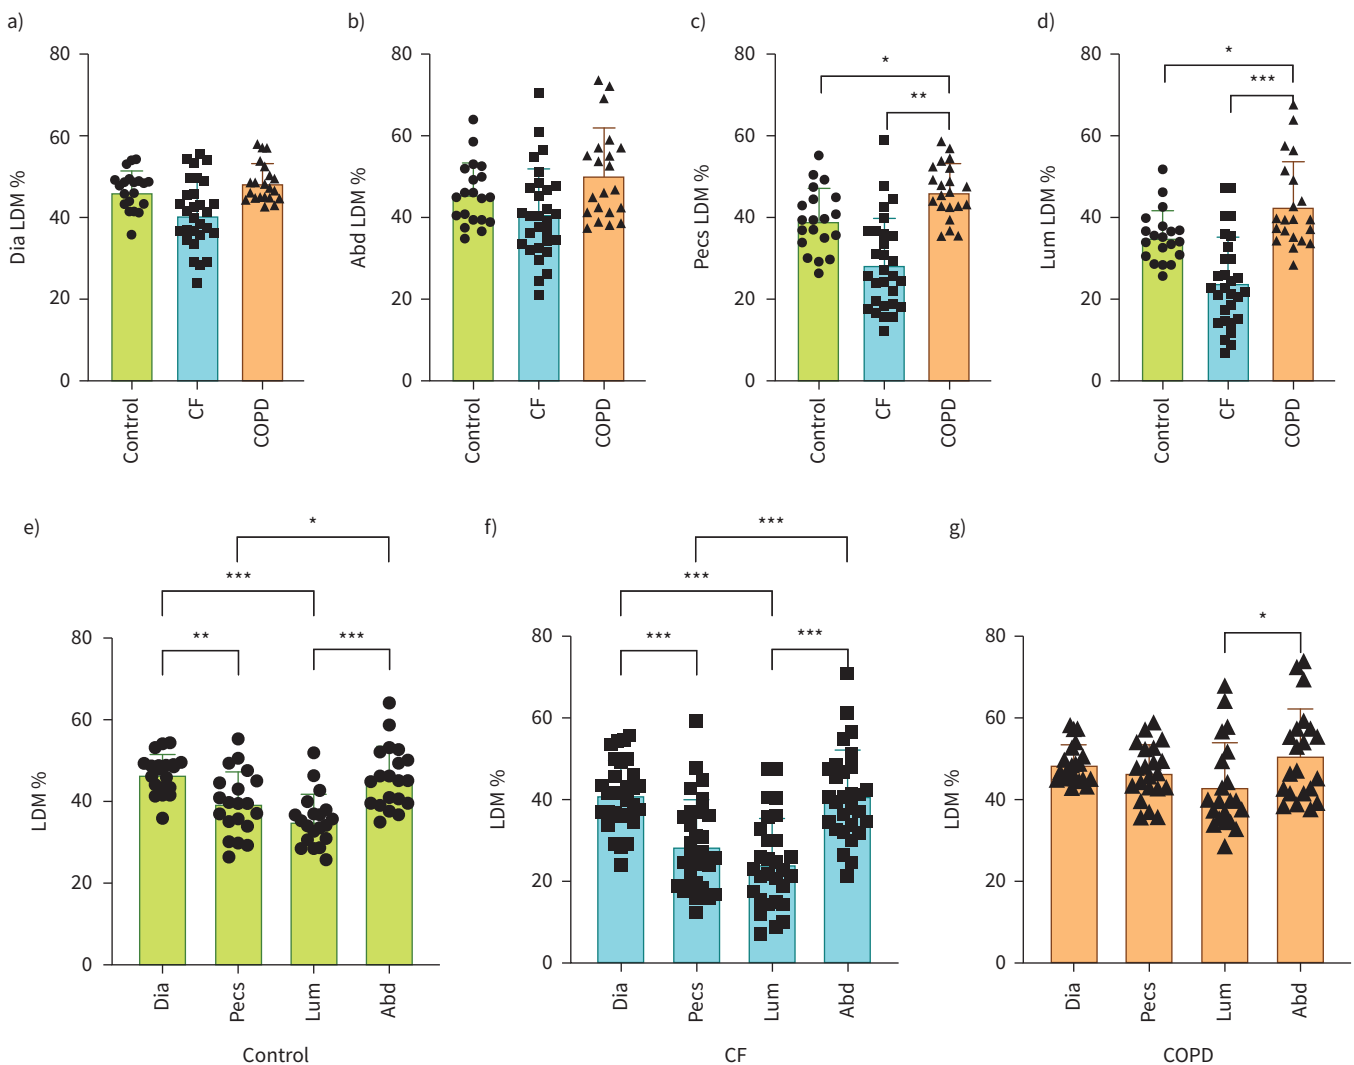 a)
b)
c)
d)
80
60
40
20
0
Dia LDM %
Control
CF
COPD
80
60
40
20
0
Abd LDM %
Control
CF
COPD
80
60
40
20
0
Pecs LDM %
*
**
Control
CF
COPD
80
60
40
20
0
Lum LDM %
*
***
Control
CF
COPD
e)
f)
g)
80
60
40
20
0
LDM %
*
***
**
***
Dia
Pecs
Lum
Abd
Control
80
60
40
20
0
LDM %
***
***
***
***
Dia
Pecs
Lum
Abd
CF
80
60
40
20
0
LDM %
*
Dia
Pecs
Lum
Abd
COPD